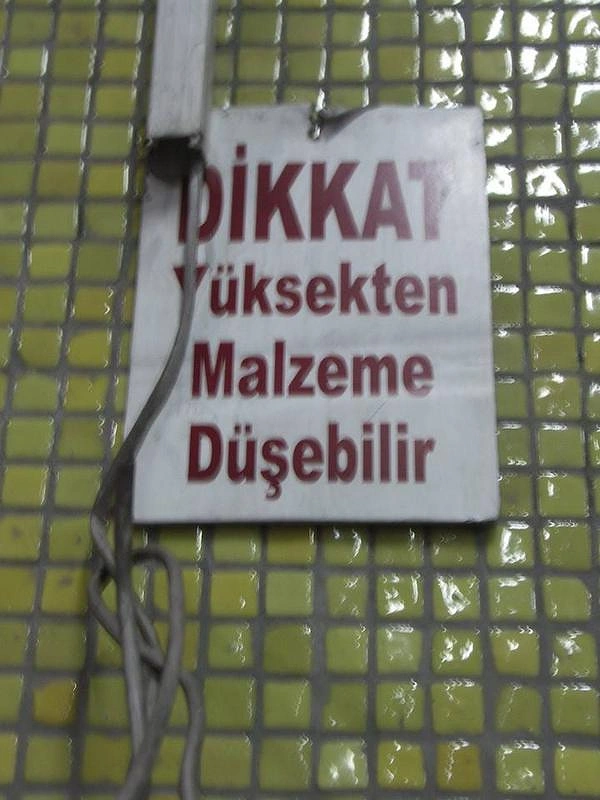 DİKKAT
Yüksekten
Malzeme
Düşebilir